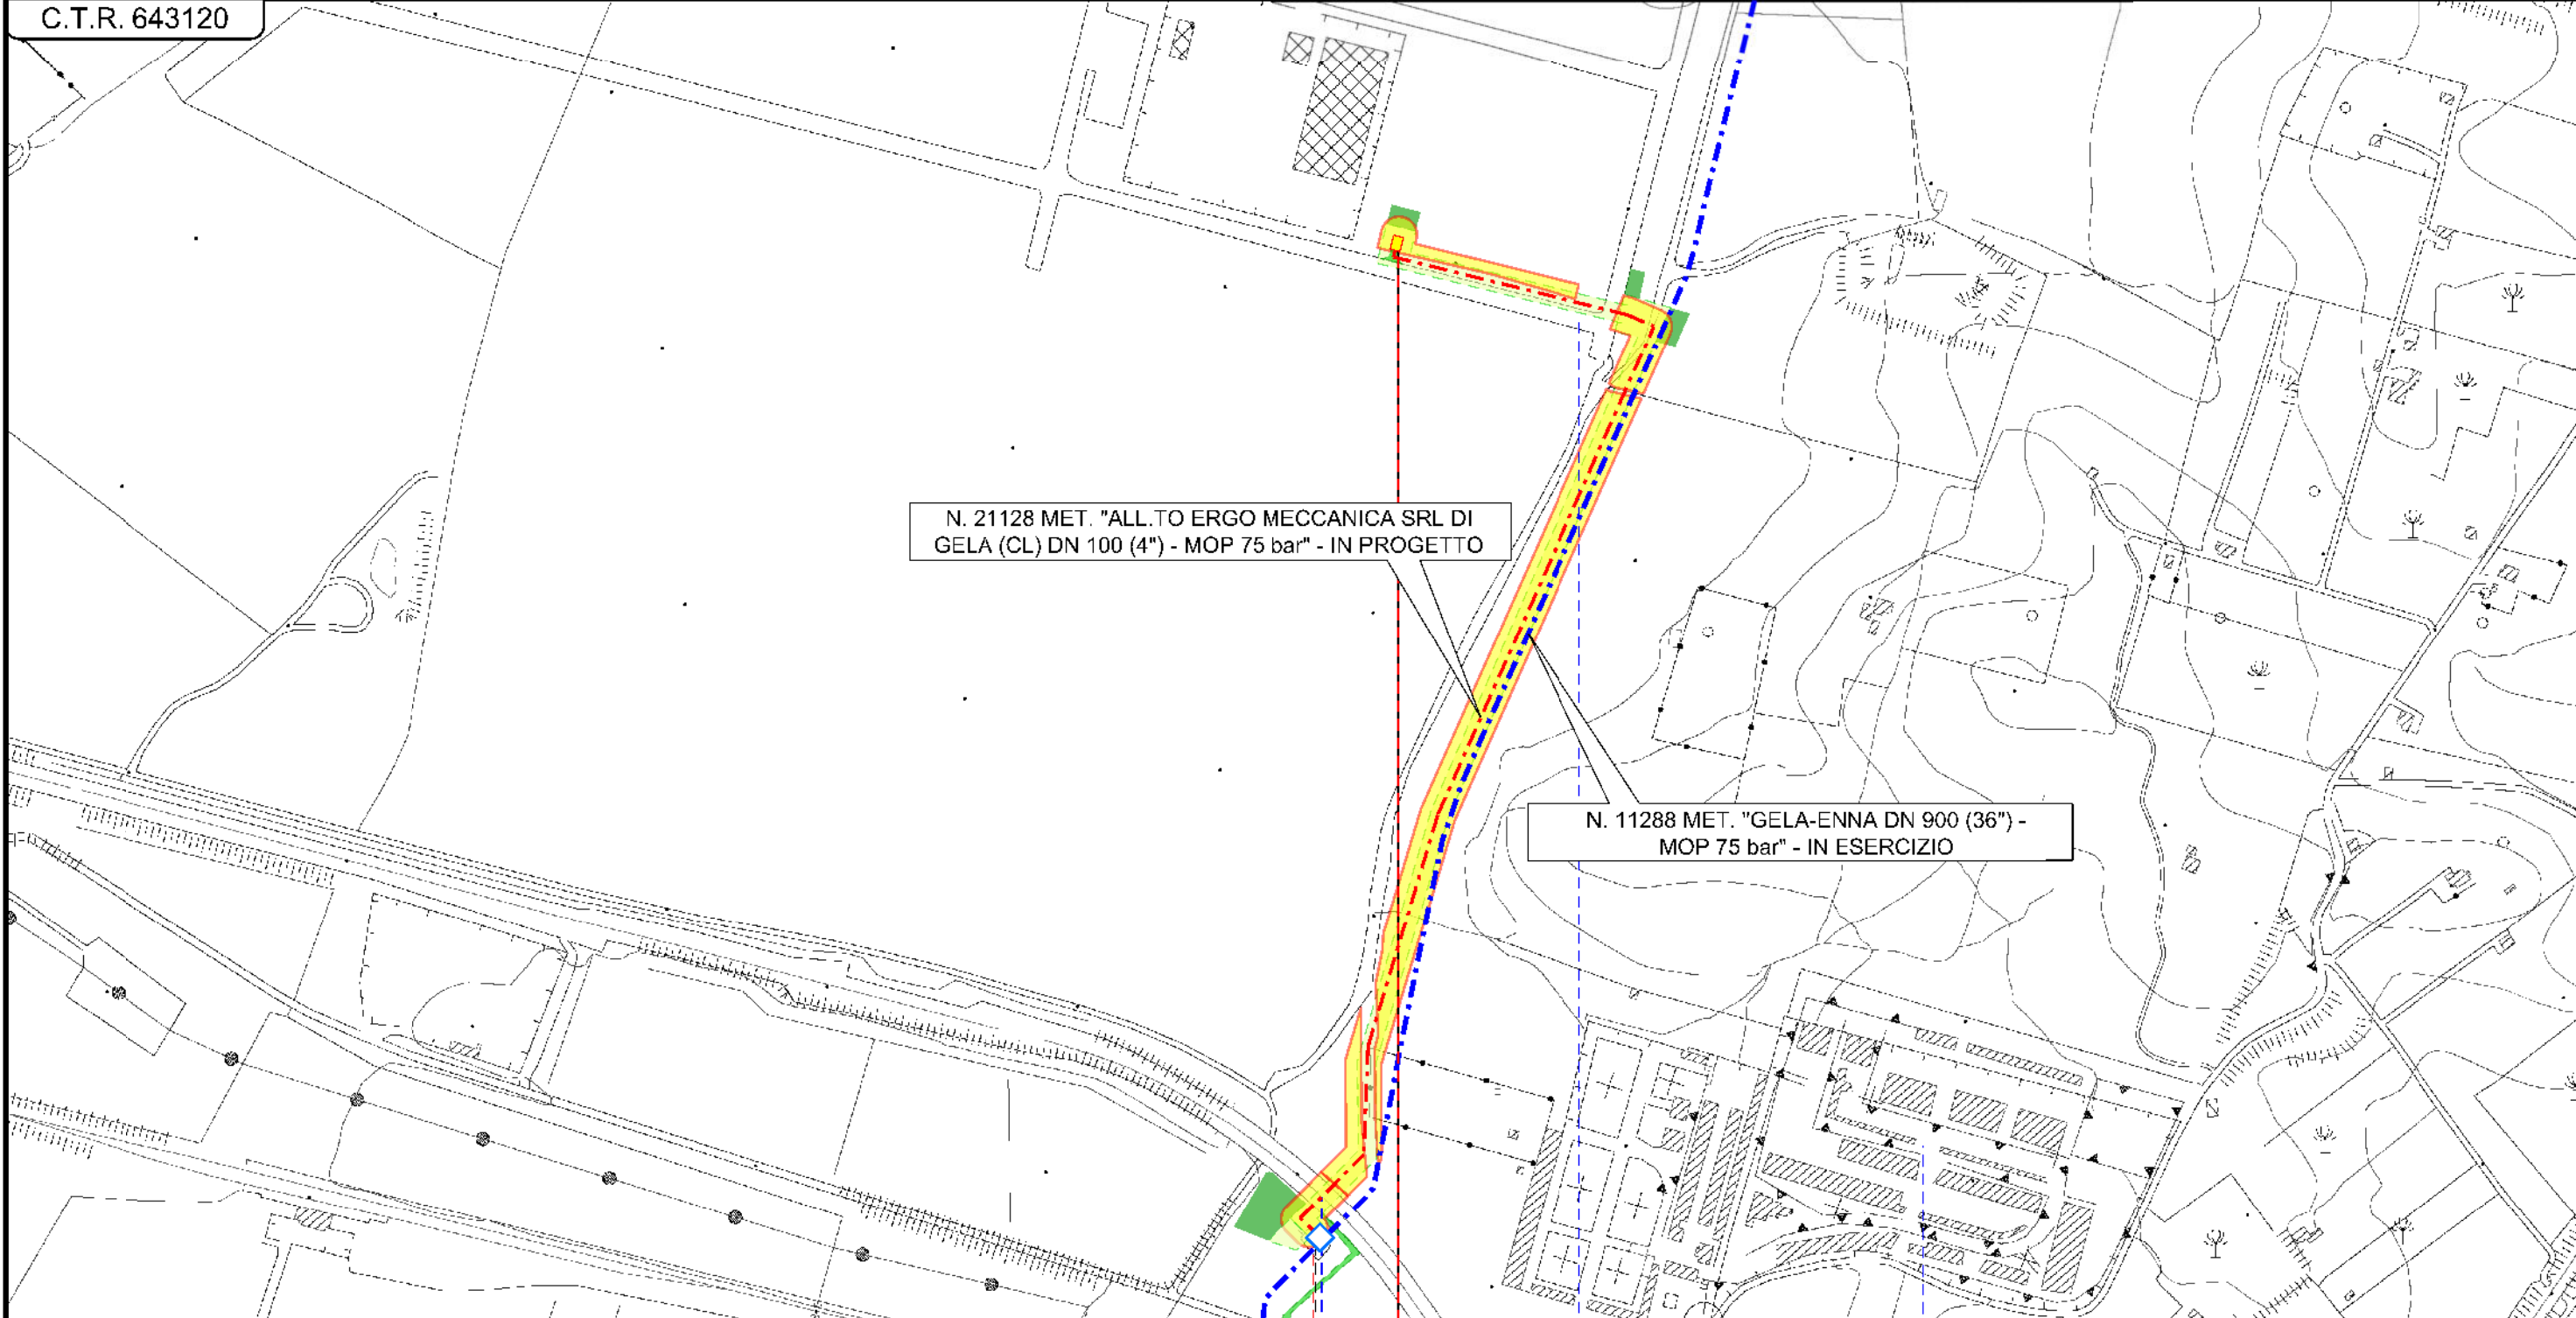 C.T.R. 643120
N. 21128 MET. "ALL.TO ERGO MECCANICA SRL DI
GELA (CL) DN 100 (4") - MOP 75 bar" - IN PROGETTO
N. 11288 MET. "GELA-ENNA DN 900 (36") -
MOP 75 bar" - IN ESERCIZIO